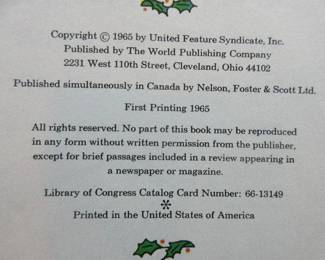 Copyright © 1965 by United Feature Syndicate, Inc.
Published by The World Publishing Company
2231 West 110th Street, Cleveland, Ohio 44102
Published simultaneously in Canada by Nelson, Foster & Scott Ltd.
First Printing 1965
All rights reserved. No part of this book may be reproduced
in any form without written permission from the publisher,
except for brief passages included in a review appearing in
a newspaper or magazine.
Library of Congress Catalog Card Number: 66-13149
Printed in the United States of America